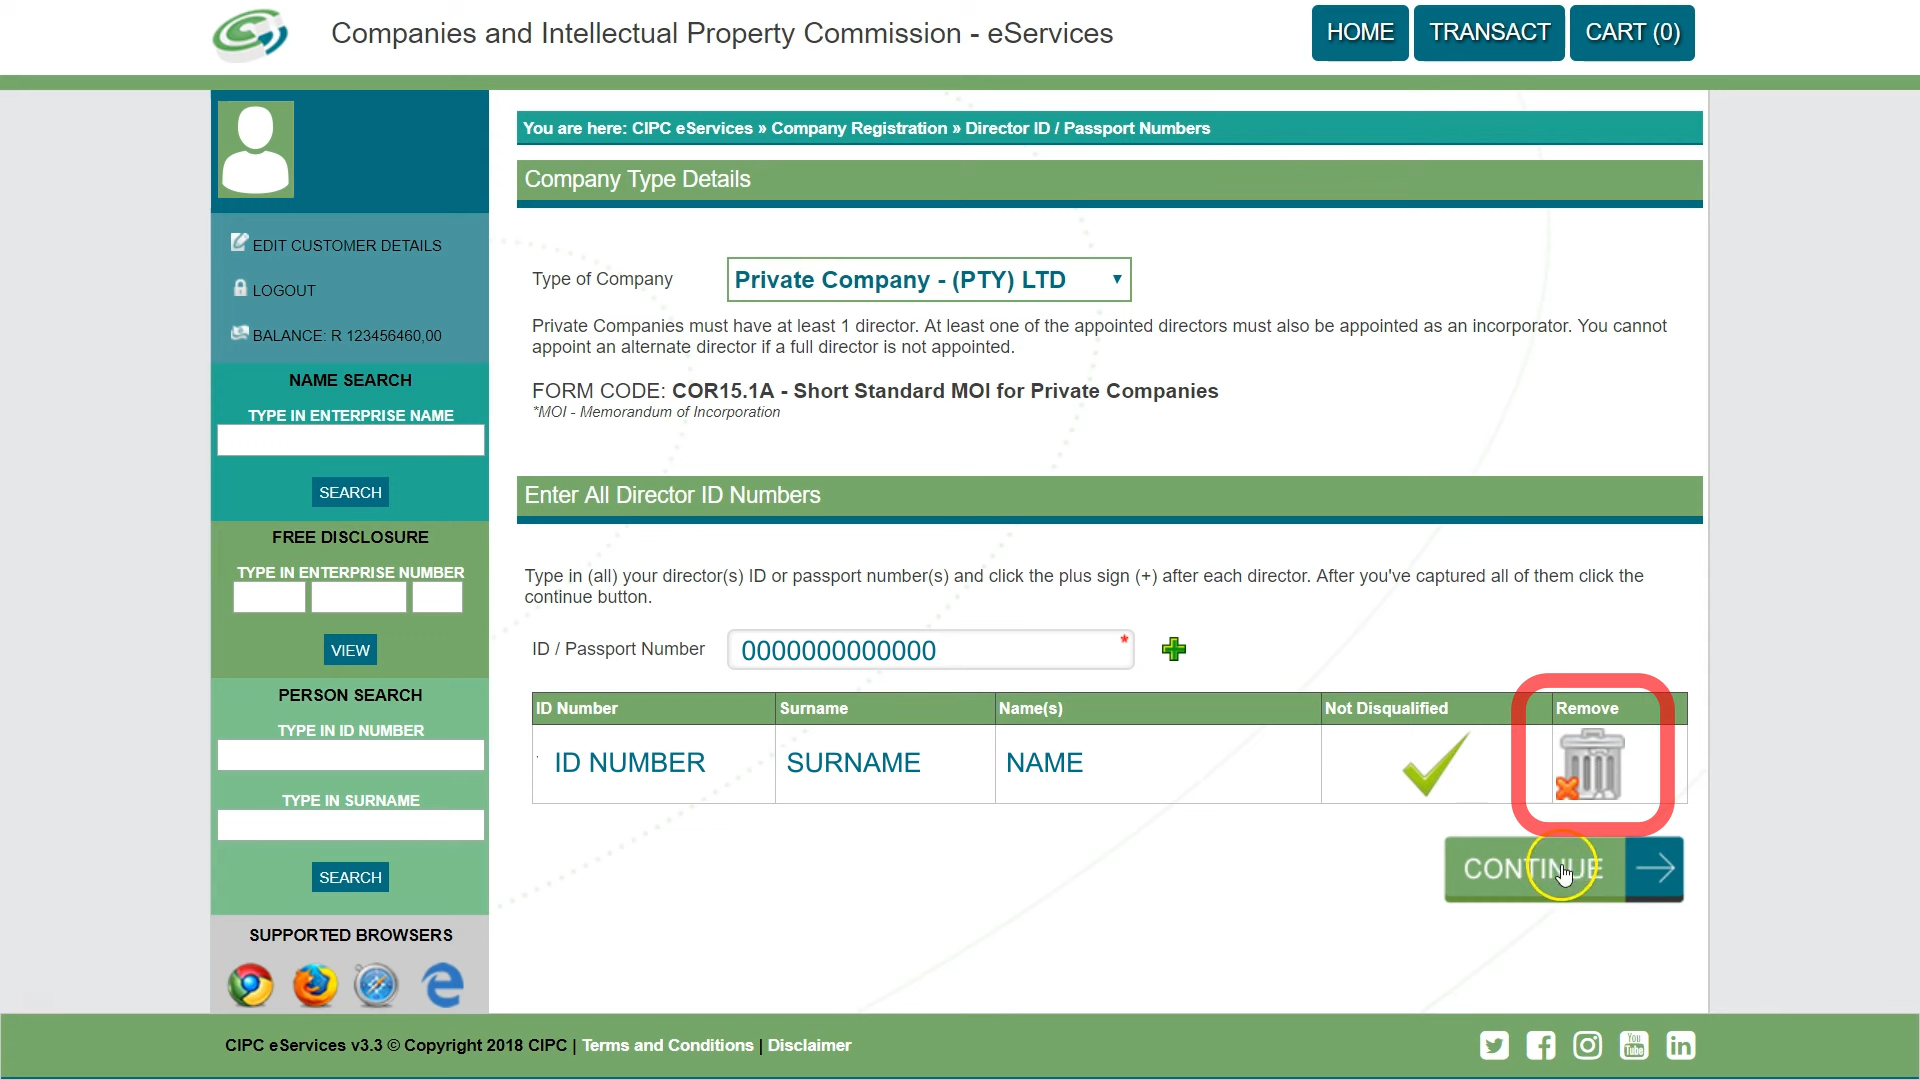 Companies and Intellectual Property Commission - eServices
HOME
TRANSACT
CART (0)
EDIT CUSTOMER DETAILS
LOGOUT
BALANCE: R 123456460,00
NAME SEARCH
TYPE IN ENTERPRISE NAME
SEARCH
FREE DISCLOSURE
TYPE IN ENTERPRISE NUMBER
VIEW
PERSON SEARCH
TYPE IN ID NUMBER
TYPE IN SURNAME
SEARCH
SUPPORTED BROWSERS
You are here: CIPC eServices » Company Registration » Director ID / Passport Numbers
Company Type Details
Type of Company
Private Company - (PTY) LTD
Private Companies must have at least 1 director. At least one of the appointed directors must also be appointed as an incorporator. You cannot
appoint an alternate director if a full director is not appointed.
FORM CODE: COR15.1A - Short Standard MOI for Private Companies
*MOI - Memorandum of Incorporation
Enter All Director ID Numbers
Type in (all) your director(s) ID or passport number(s) and click the plus sign (+) after each director. After you've captured all of them click the
continue button.
ID / Passport Number
0000000000000 *
ID Number Surname Name(s) Not Disqualified Remove
ID NUMBER SURNAME NAME
CONTINUE
CIPC eServices v3.3 © Copyright 2018 CIPC | Terms and Conditions | Disclaimer
You Tube
in